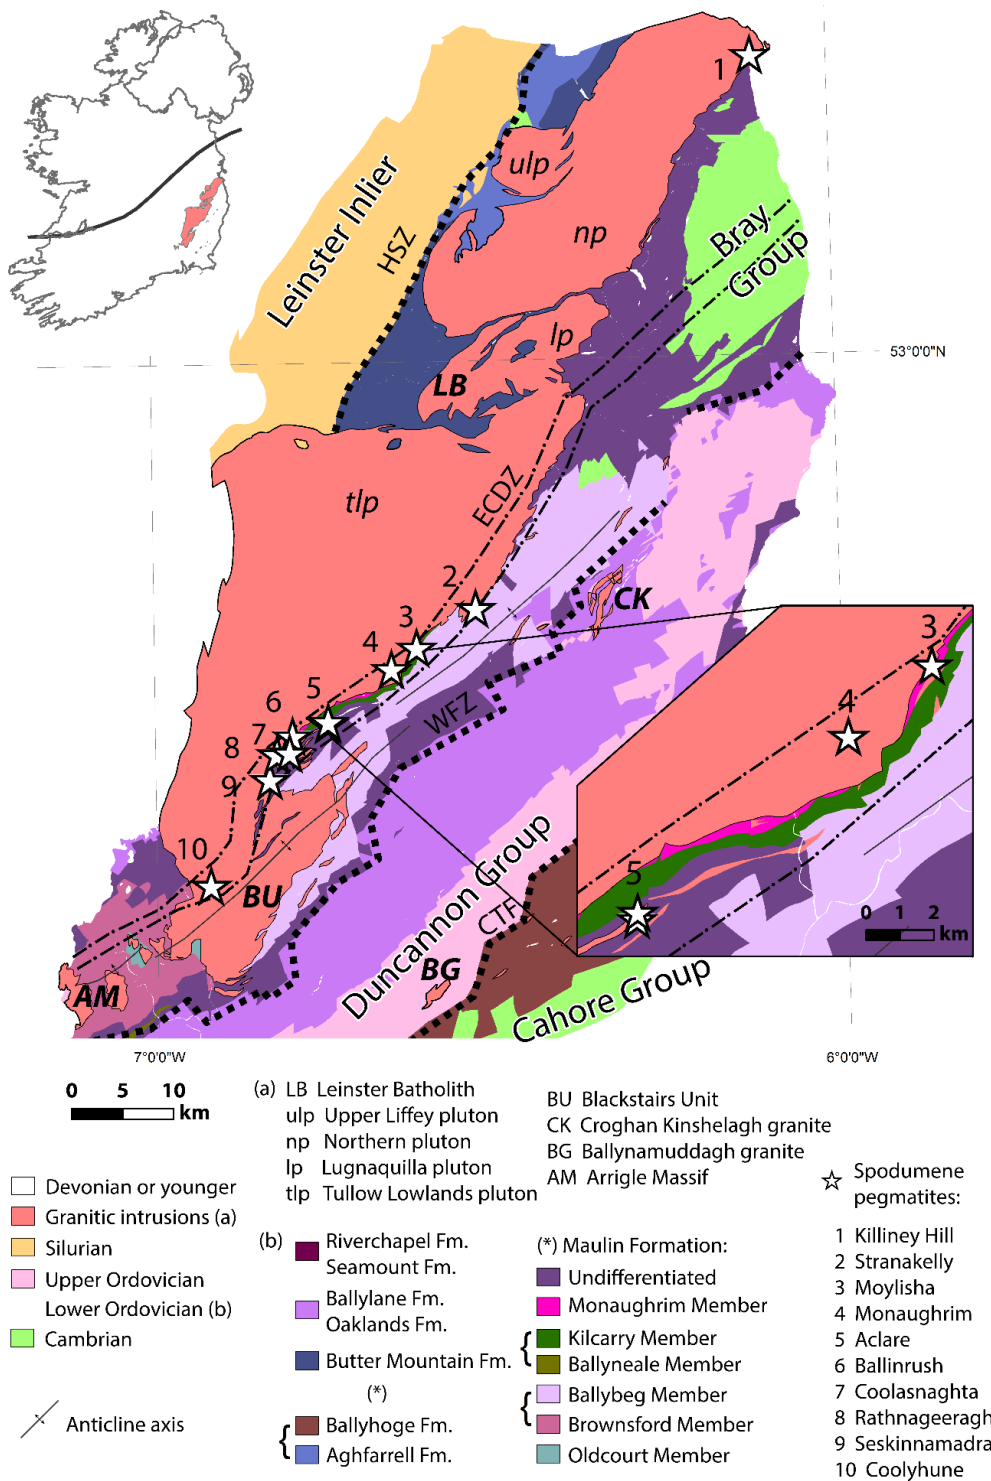 1
ulp
Leinster Inlier
HSZ
np
Bray
Group
lp
53°0'0"N
LB
tlp
ECDZ
2
3
CK
4
5
6
7
WFZ
8
9
10
BU
Duncannon Group
CTF
BG
AM
Cahore Group
3
4
5
0 1 2
km
7°0'0"W
6°0'0"W
0 5 10
km
(a) LB Leinster Batholith
ulp Upper Liffey pluton
np Northern pluton
lp Lugnaquilla pluton
tlp Tullow Lowlands pluton
BU Blackstairs Unit
CK Croghan Kinshelagh granite
BG Ballynamuddagh granite
AM Arrigle Massif
Devonian or younger
Granitic intrusions (a)
Silurian
Upper Ordovician
Lower Ordovician (b)
Cambrian
Anticline axis
(b)
Riverchapel Fm.
Seamount Fm.
Ballylane Fm.
Oaklands Fm.
Butter Mountain Fm.
(*)
{ Ballyhoge Fm.
Aghfarrell Fm.
(*) Maulin Formation:
Undifferentiated
Monaughrim Member
{ Kilcarry Member
Ballyneale Member
{ Ballybeg Member
Brownsford Member
Oldcourt Member
Spodumene
pegmatites:
1 Killiney Hill
2 Stranakelly
3 Moylisha
4 Monaughrim
5 Aclare
6 Ballinrush
7 Coolasnaghta
8 Rathnageeragh
9 Seskinnamadra
10 Coolyhune